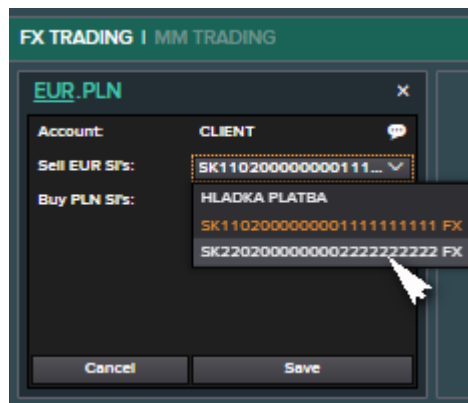 FX TRADING | MM TRADING
EUR.PLN ×
Account: CLIENT
Sell EUR SI's: SK1102000000000111...
Buy PLN SI's:
HLADKA PLATBA
SK1102000000001111111111 FX
SK2202000000002222222222 FX
Cancel Save